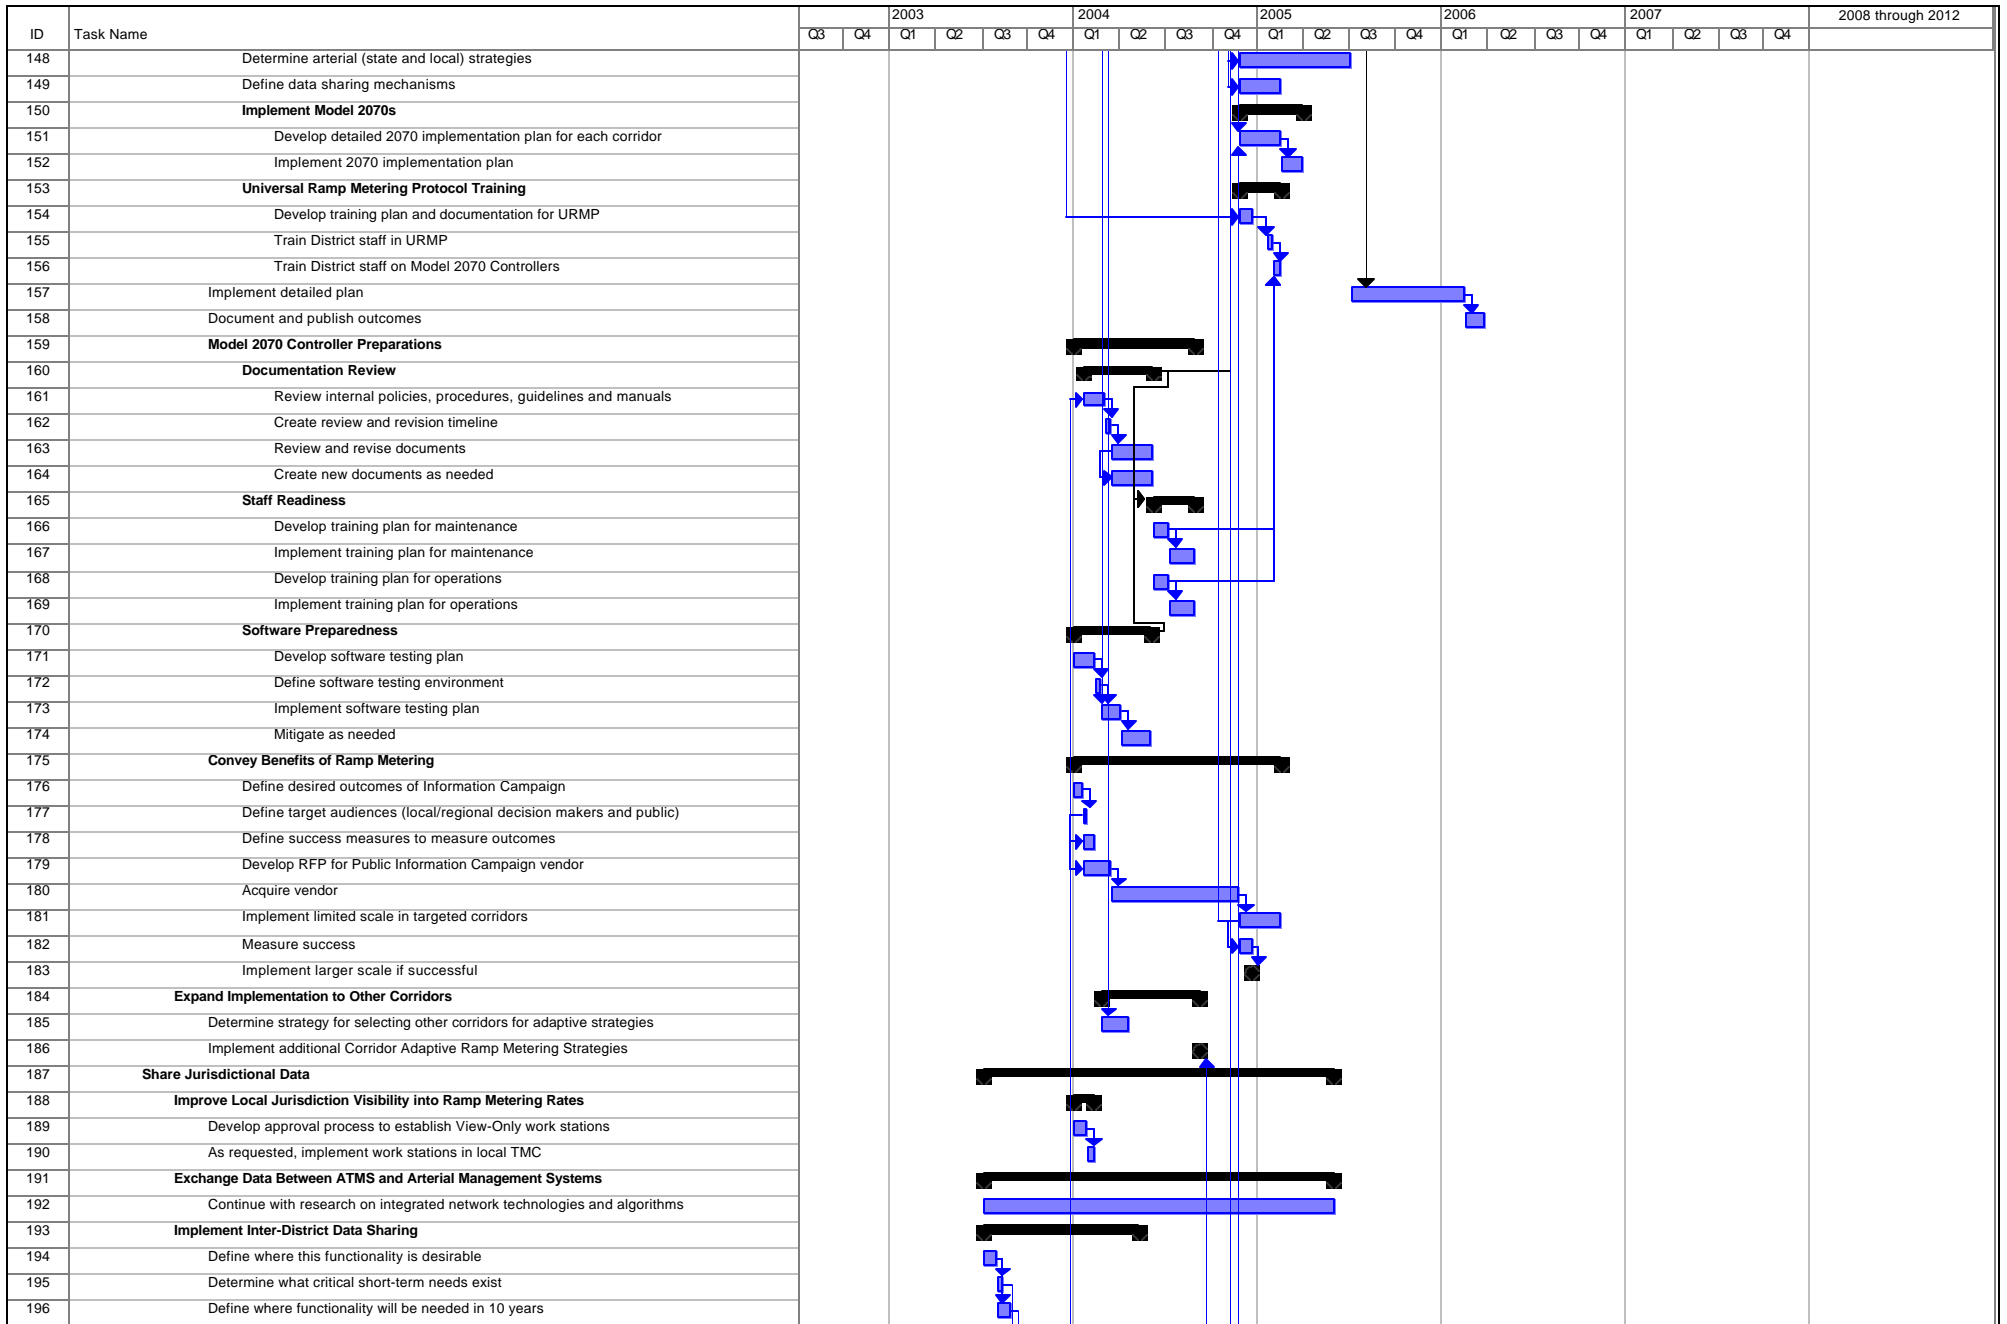 2003 2004 2005 2006 2007 2008 through 2012
ID Task Name Q3 Q4 Q1 Q2 Q3 Q4 Q1 Q2 Q3 Q4 Q1 Q2 Q3 Q4 Q1 Q2 Q3 Q4 Q1 Q2 Q3 Q4
148 Determine arterial (state and local) strategies
149 Define data sharing mechanisms
150 Implement Model 2070s
151 Develop detailed 2070 implementation plan for each corridor
152 Implement 2070 implementation plan
153 Universal Ramp Metering Protocol Training
154 Develop training plan and documentation for URMP
155 Train District staff in URMP
156 Train District staff on Model 2070 Controllers
157 Implement detailed plan
158 Document and publish outcomes
159 Model 2070 Controller Preparations
160 Documentation Review
161 Review internal policies, procedures, guidelines and manuals
162 Create review and revision timeline
163 Review and revise documents
164 Create new documents as needed
165 Staff Readiness
166 Develop training plan for maintenance
167 Implement training plan for maintenance
168 Develop training plan for operations
169 Implement training plan for operations
170 Software Preparedness
171 Develop software testing plan
172 Define software testing environment
173 Implement software testing plan
174 Mitigate as needed
175 Convey Benefits of Ramp Metering
176 Define desired outcomes of Information Campaign
177 Define target audiences (local/regional decision makers and public)
178 Define success measures to measure outcomes
179 Develop RFP for Public Information Campaign vendor
180 Acquire vendor
181 Implement limited scale in targeted corridors
182 Measure success
183 Implement larger scale if successful
184 Expand Implementation to Other Corridors
185 Determine strategy for selecting other corridors for adaptive strategies
186 Implement additional Corridor Adaptive Ramp Metering Strategies
187 Share Jurisdictional Data
188 Improve Local Jurisdiction Visibility into Ramp Metering Rates
189 Develop approval process to establish View-Only work stations
190 As requested, implement work stations in local TMC
191 Exchange Data Between ATMS and Arterial Management Systems
192 Continue with research on integrated network technologies and algorithms
193 Implement Inter-District Data Sharing
194 Define where this functionality is desirable
195 Determine what critical short-term needs exist
196 Define where functionality will be needed in 10 years